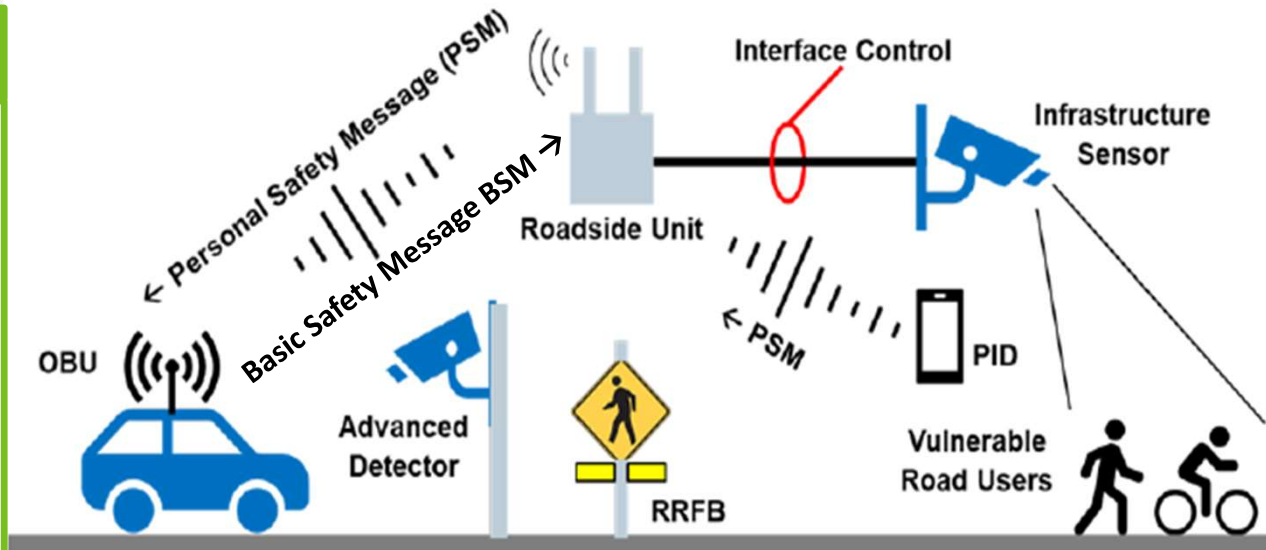 ← Personal Safety Message (PSM)
Basic Safety Message BSM →
Interface Control
Infrastructure
Sensor
Roadside Unit
← PSM
PID
OBU
Advanced
Detector
RRFB
Vulnerable
Road Users